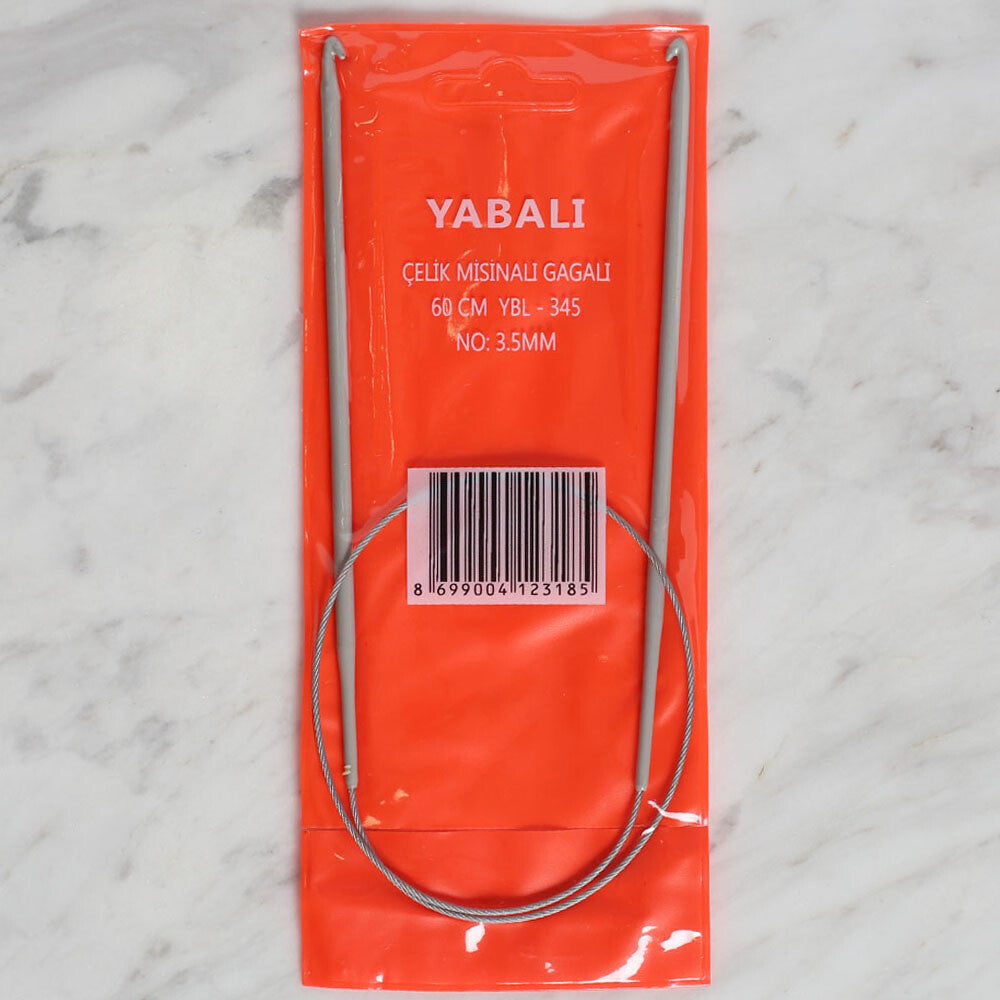 YABALI
ÇELİK MİSİNALI GAGALI
60 CM YBL - 345
NO: 3.5MM
8 699004 123185